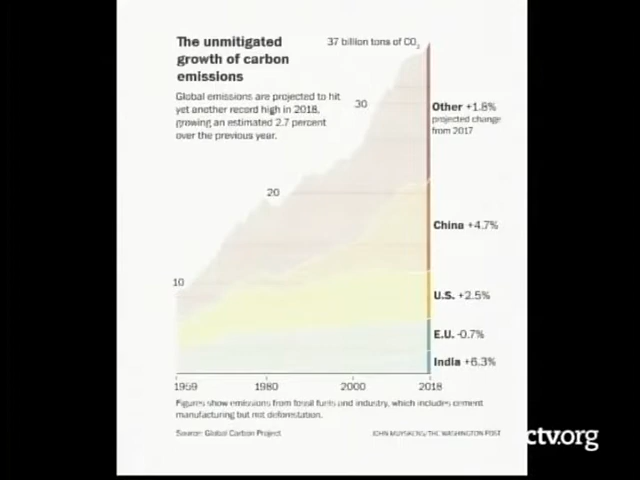 The unmitigated
growth of carbon
emissions
Global emissions are projected to hit
yet another record high in 2018,
growing an estimated 2.7 percent
over the previous year.
37 billion tons of CO2
30
20
10
Other +1.8%
projected change
from 2017
China +4.7%
U.S. +2.5%
E.U. -0.7%
India +6.3%
1959 1980 2000 2018
Figures show emissions from fossil fuels and industry, which includes cement
manufacturing but not deforestation.
Source: Global Carbon Project
JOHN MUYSKENS/THE WASHINGTON POST
ctv.org